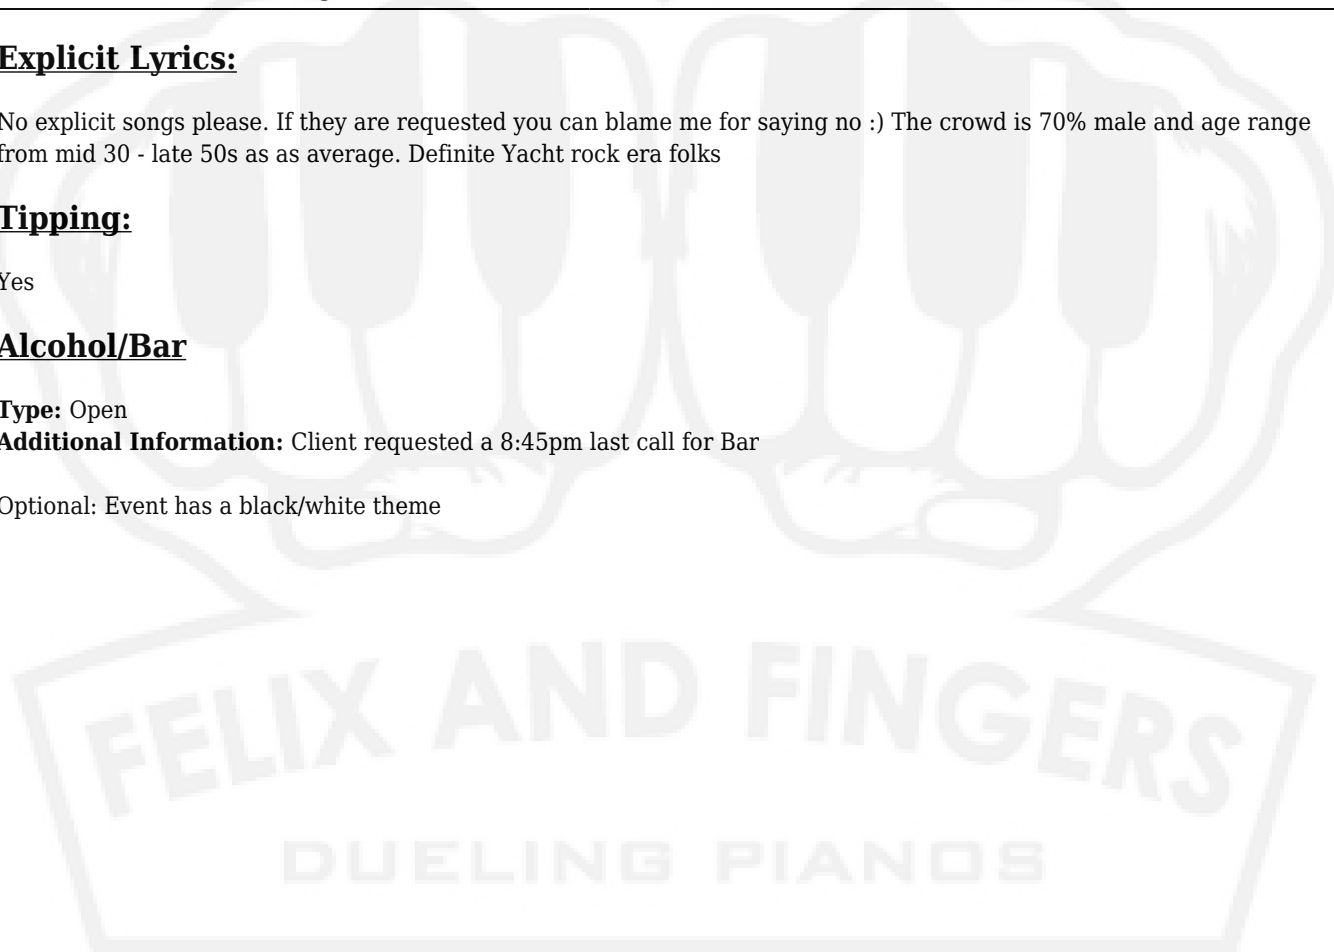 Explicit Lyrics:
No explicit songs please. If they are requested you can blame me for saying no :) The crowd is 70% male and age range
from mid 30 - late 50s as as average. Definite Yacht rock era folks
Tipping:
Yes
Alcohol/Bar
Type: Open
Additional Information: Client requested a 8:45pm last call for Bar
Optional: Event has a black/white theme
FELIX AND FINGERS
DUELING PIANOS